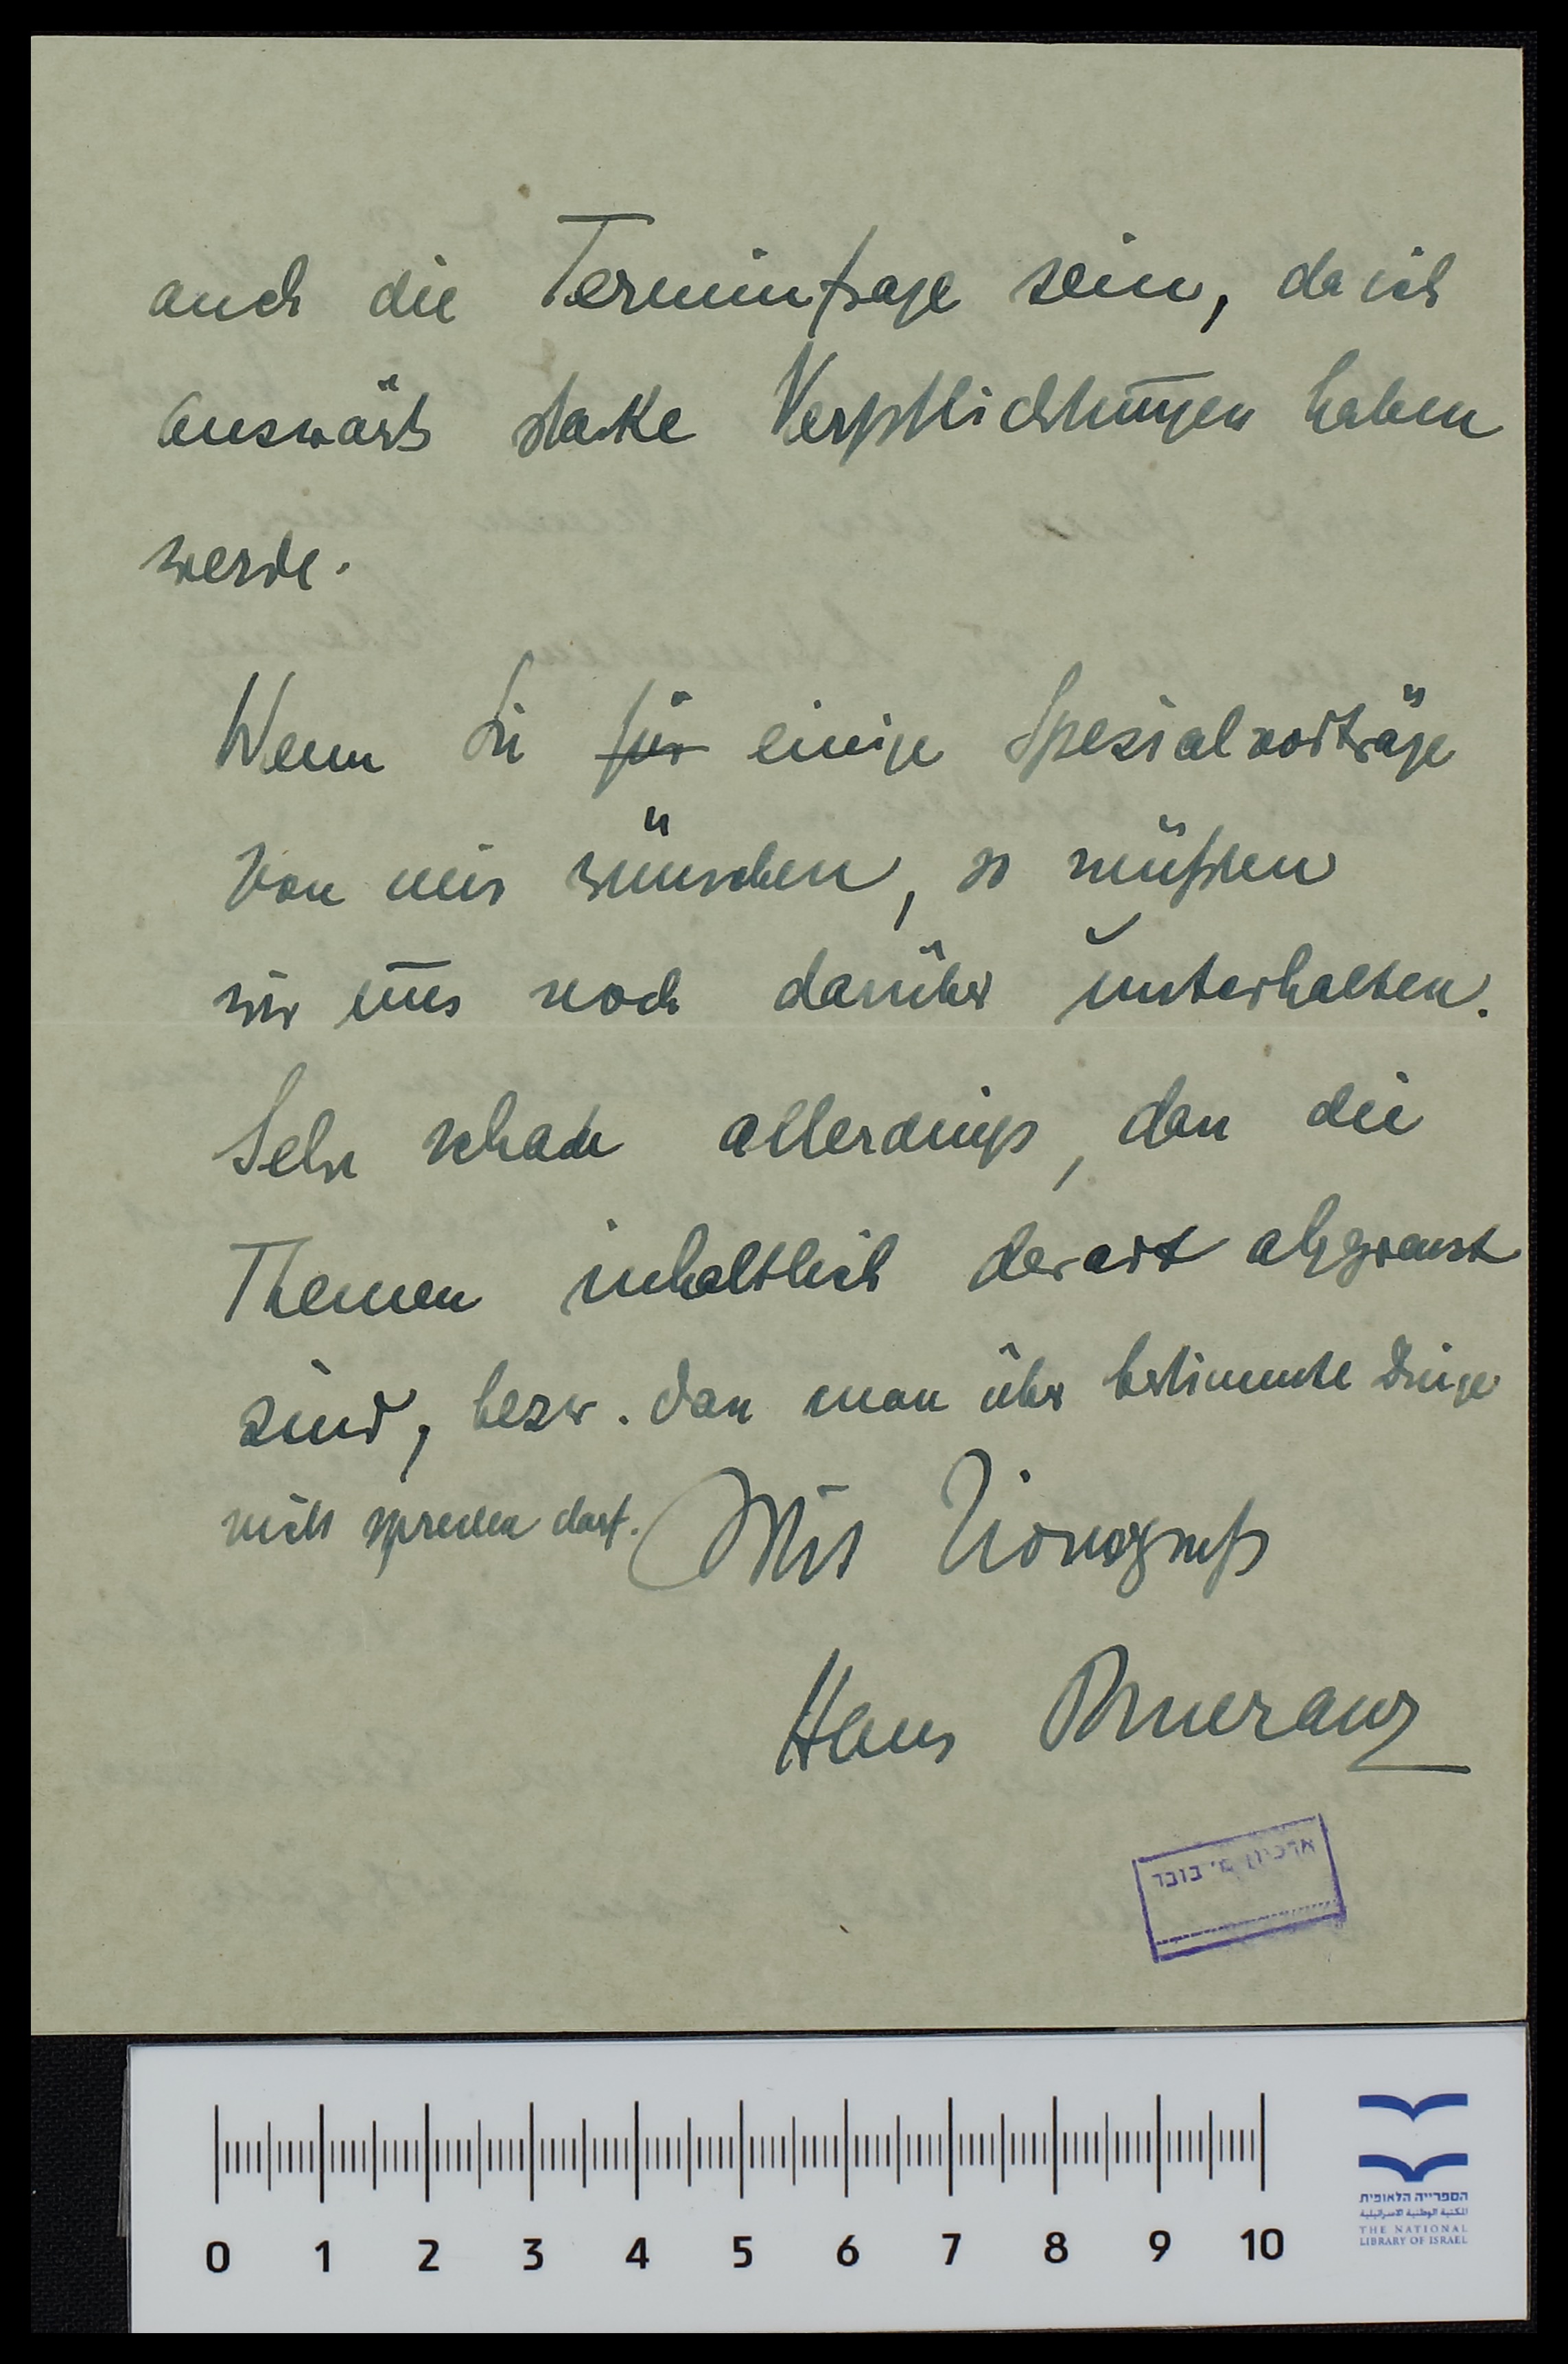 auch die Terminfrage sein, da ich
auswärts starke Verpflichtungen haben
werde.
Wenn Sie für einige Spezialvorträge
von mir wünschen, so müßten
wir uns noch darüber unterhalten.
Sehr schade allerdings, dass die
Themen inhaltlich derart abgegrenzt
sind, bezw. dass man über bestimmte Dinge
nicht sprechen darf. Mit Zionsgruß
Hans Pomeranz
ארכיון מ׳ בובר
0 1 2 3 4 5 6 7 8 9 10
הספרייה הלאומית
المكتبة الوطنية الاسرائيلية
THE NATIONAL
LIBRARY OF ISRAEL